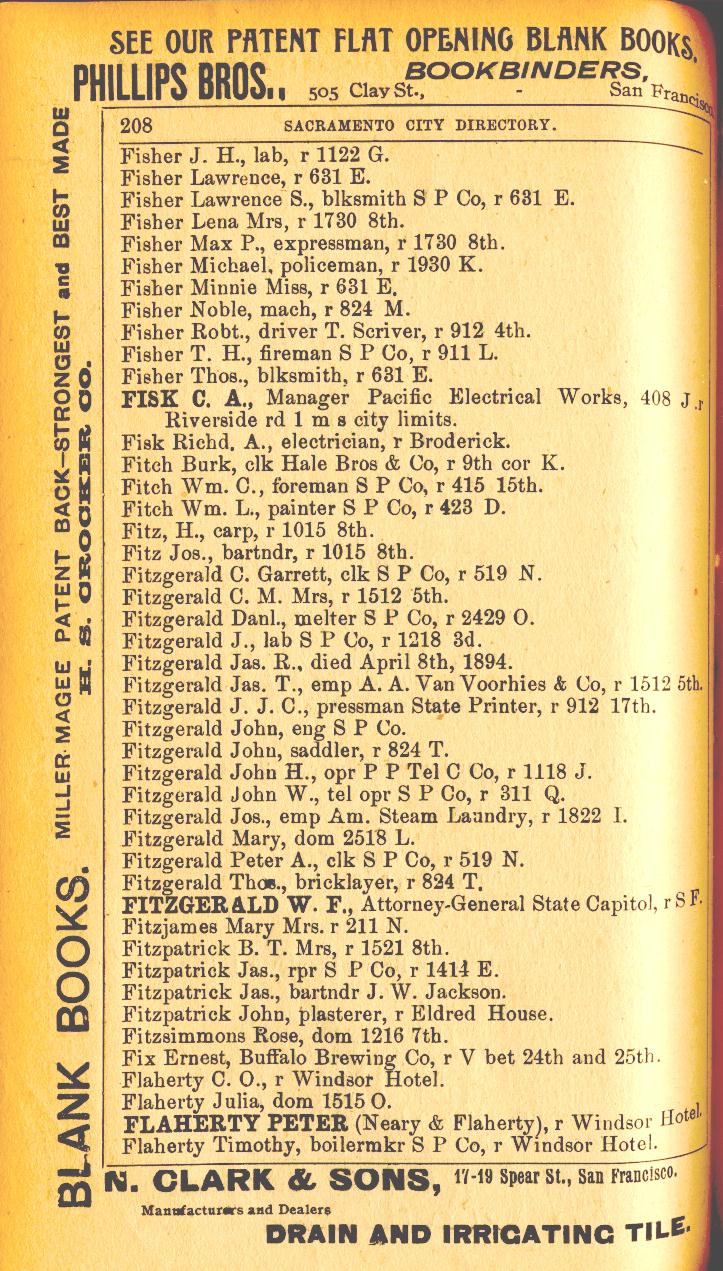 SEE OUR PATENT FLAT OPENING BLANK BOOKS.
PHILLIPS BROS., BOOKBINDERS,
505 Clay St., - San Francisco
BLANK BOOKS. MILLER-MAGEE PATENT BACK—STRONGEST and BEST MADE
H. S. CROCKER CO.
208 SACRAMENTO CITY DIRECTORY.
Fisher J. H., lab, r 1122 G.
Fisher Lawrence, r 631 E.
Fisher Lawrence S., blksmith S P Co, r 631 E.
Fisher Lena Mrs, r 1730 8th.
Fisher Max P., expressman, r 1730 8th.
Fisher Michael, policeman, r 1930 K.
Fisher Minnie Miss, r 631 E.
Fisher Noble, mach, r 824 M.
Fisher Robt., driver T. Scriver, r 912 4th.
Fisher T. H., fireman S P Co, r 911 L.
Fisher Thos., blksmith, r 631 E.
FISK C. A., Manager Pacific Electrical Works, 408 J. r
Riverside rd 1 m s city limits.
Fisk Richd. A., electrician, r Broderick.
Fitch Burk, clk Hale Bros & Co, r 9th cor K.
Fitch Wm. C., foreman S P Co, r 415 15th.
Fitch Wm. L., painter S P Co, r 423 D.
Fitz, H., carp, r 1015 8th.
Fitz Jos., bartndr, r 1015 8th.
Fitzgerald C. Garrett, clk S P Co, r 519 N.
Fitzgerald C. M. Mrs, r 1512 5th.
Fitzgerald Danl., melter S P Co, r 2429 O.
Fitzgerald J., lab S P Co, r 1218 3d.
Fitzgerald Jas. R., died April 8th, 1894.
Fitzgerald Jas. T., emp A. A. Van Voorhies & Co, r 1512 5th.
Fitzgerald J. J. C., pressman State Printer, r 912 17th.
Fitzgerald John, eng S P Co.
Fitzgerald John, saddler, r 824 T.
Fitzgerald John H., opr P P Tel C Co, r 1118 J.
Fitzgerald John W., tel opr S P Co, r 311 Q.
Fitzgerald Jos., emp Am. Steam Laundry, r 1822 I.
Fitzgerald Mary, dom 2518 L.
Fitzgerald Peter A., clk S P Co, r 519 N.
Fitzgerald Thos., bricklayer, r 824 T.
FITZGERALD W. F., Attorney-General State Capitol, r S F.
Fitzjames Mary Mrs. r 211 N.
Fitzpatrick B. T. Mrs, r 1521 8th.
Fitzpatrick Jas., rpr S P Co, r 1414 E.
Fitzpatrick Jas., bartndr J. W. Jackson.
Fitzpatrick John, plasterer, r Eldred House.
Fitzsimmons Rose, dom 1216 7th.
Fix Ernest, Buffalo Brewing Co, r V bet 24th and 25th.
Flaherty C. O., r Windsor Hotel.
Flaherty Julia, dom 1515 O.
FLAHERTY PETER (Neary & Flaherty), r Windsor Hotel.
Flaherty Timothy, boilermkr S P Co, r Windsor Hotel.
N. CLARK & SONS, 17-19 Spear St., San Francisco.
Manufacturers and Dealers
DRAIN AND IRRIGATING TILE.